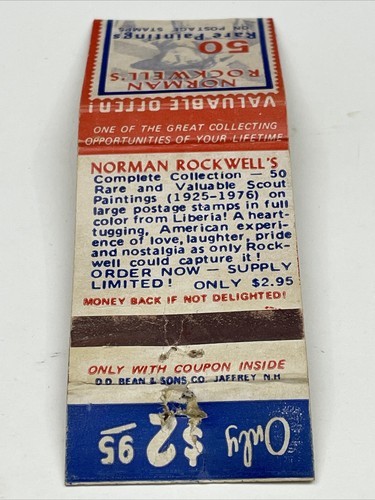 NORMAN
ROCKWELL'S
50
Rare Paintings
ON POSTAGE STAMPS
VALUABLE OFFER!
ONE OF THE GREAT COLLECTING
OPPORTUNITIES OF YOUR LIFETIME
NORMAN ROCKWELL'S
Complete Collection — 50
Rare and Valuable Scout
Paintings (1925-1976) on
large postage stamps in full
color from Liberia! A heart-
tugging, American experi-
ence of love, laughter, pride
and nostalgia as only Rock-
well could capture it!
ORDER NOW — SUPPLY
LIMITED! ONLY $2.95
MONEY BACK IF NOT DELIGHTED!
ONLY WITH COUPON INSIDE
D.D. BEAN & SONS CO. JAFFREY N.H.
Only
$2.95